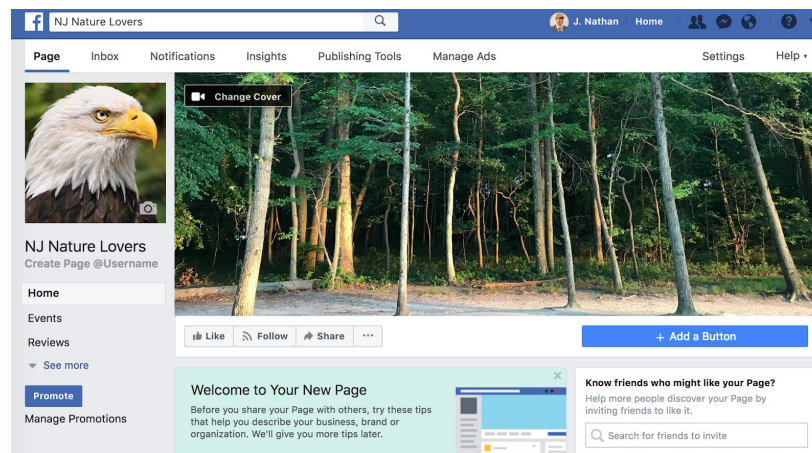 f NJ Nature Lovers J. Nathan Home ?
Page Inbox Notifications Insights Publishing Tools Manage Ads Settings Help
Change Cover
NJ Nature Lovers
Create Page @Username
Home
Events
Reviews
See more
Promote
Manage Promotions
Like Follow Share ...
+ Add a Button
Welcome to Your New Page
Before you share your Page with others, try these tips
that help you describe your business, brand or
organization. We'll give you more tips later.
Know friends who might like your Page?
Help more people discover your Page by
inviting friends to like it.
Search for friends to invite